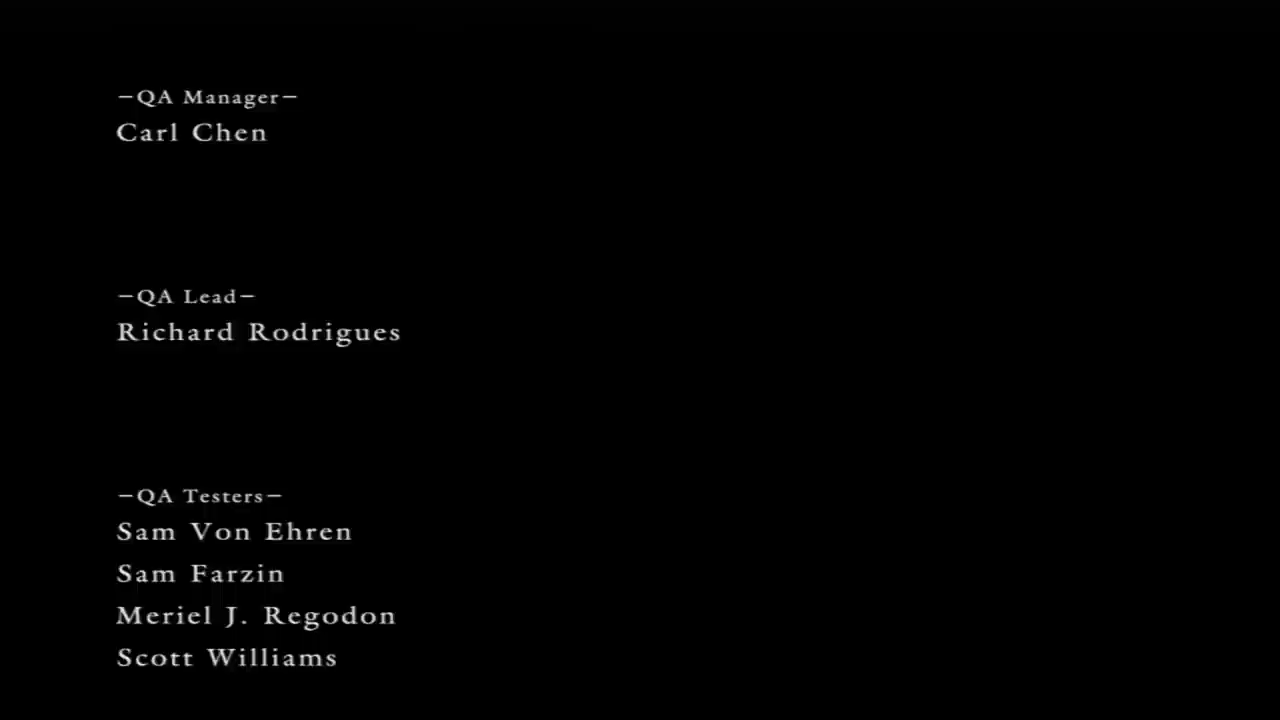 —QA Manager—
Carl Chen
—QA Lead—
Richard Rodrigues
—QA Testers—
Sam Von Ehren
Sam Farzin
Meriel J. Regodon
Scott Williams